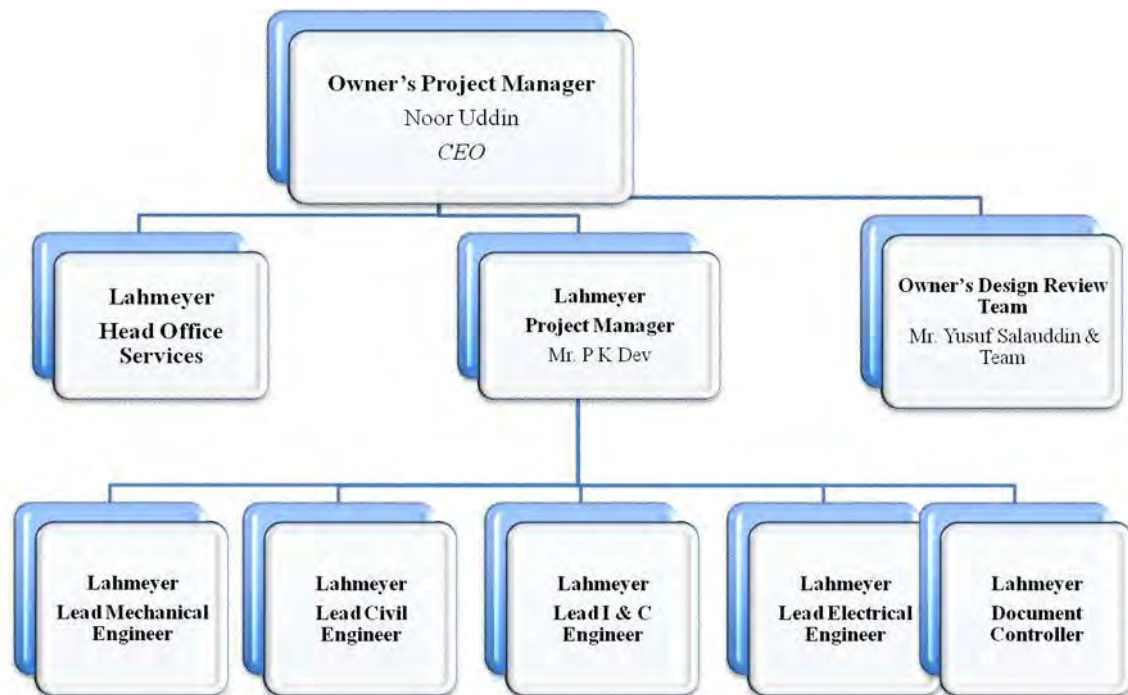 Owner’s Project Manager
Noor Uddin
CEO
Lahmeyer
Head Office
Services
Lahmeyer
Project Manager
Mr. P K Dev
Owner’s Design Review
Team
Mr. Yusuf Salauddin &
Team
Lahmeyer
Lead Mechanical
Engineer
Lahmeyer
Lead Civil
Engineer
Lahmeyer
Lead I & C
Engineer
Lahmeyer
Lead Electrical
Engineer
Lahmeyer
Document
Controller